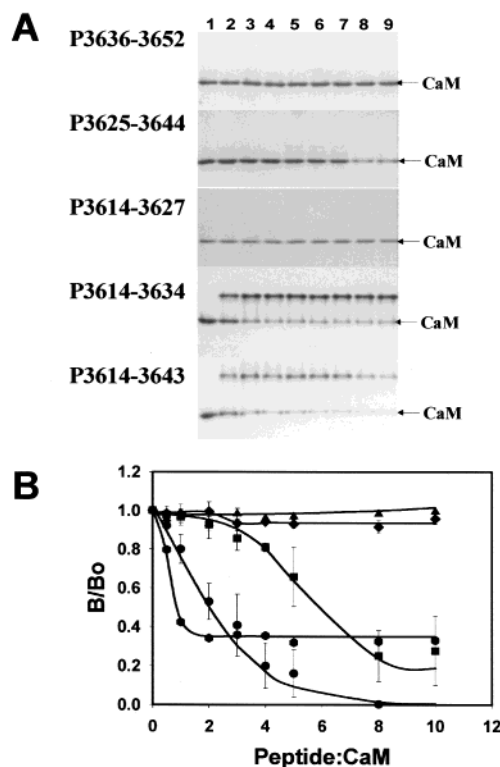 A
1 2 3 4 5 6 7 8 9
P3636-3652
CaM
P3625-3644
CaM
P3614-3627
CaM
P3614-3634
CaM
P3614-3643
CaM
B
1.2
1.0
0.8
0.6
0.4
0.2
0.0
B/Bo
0 2 4 6 8 10 12
Peptide:CaM